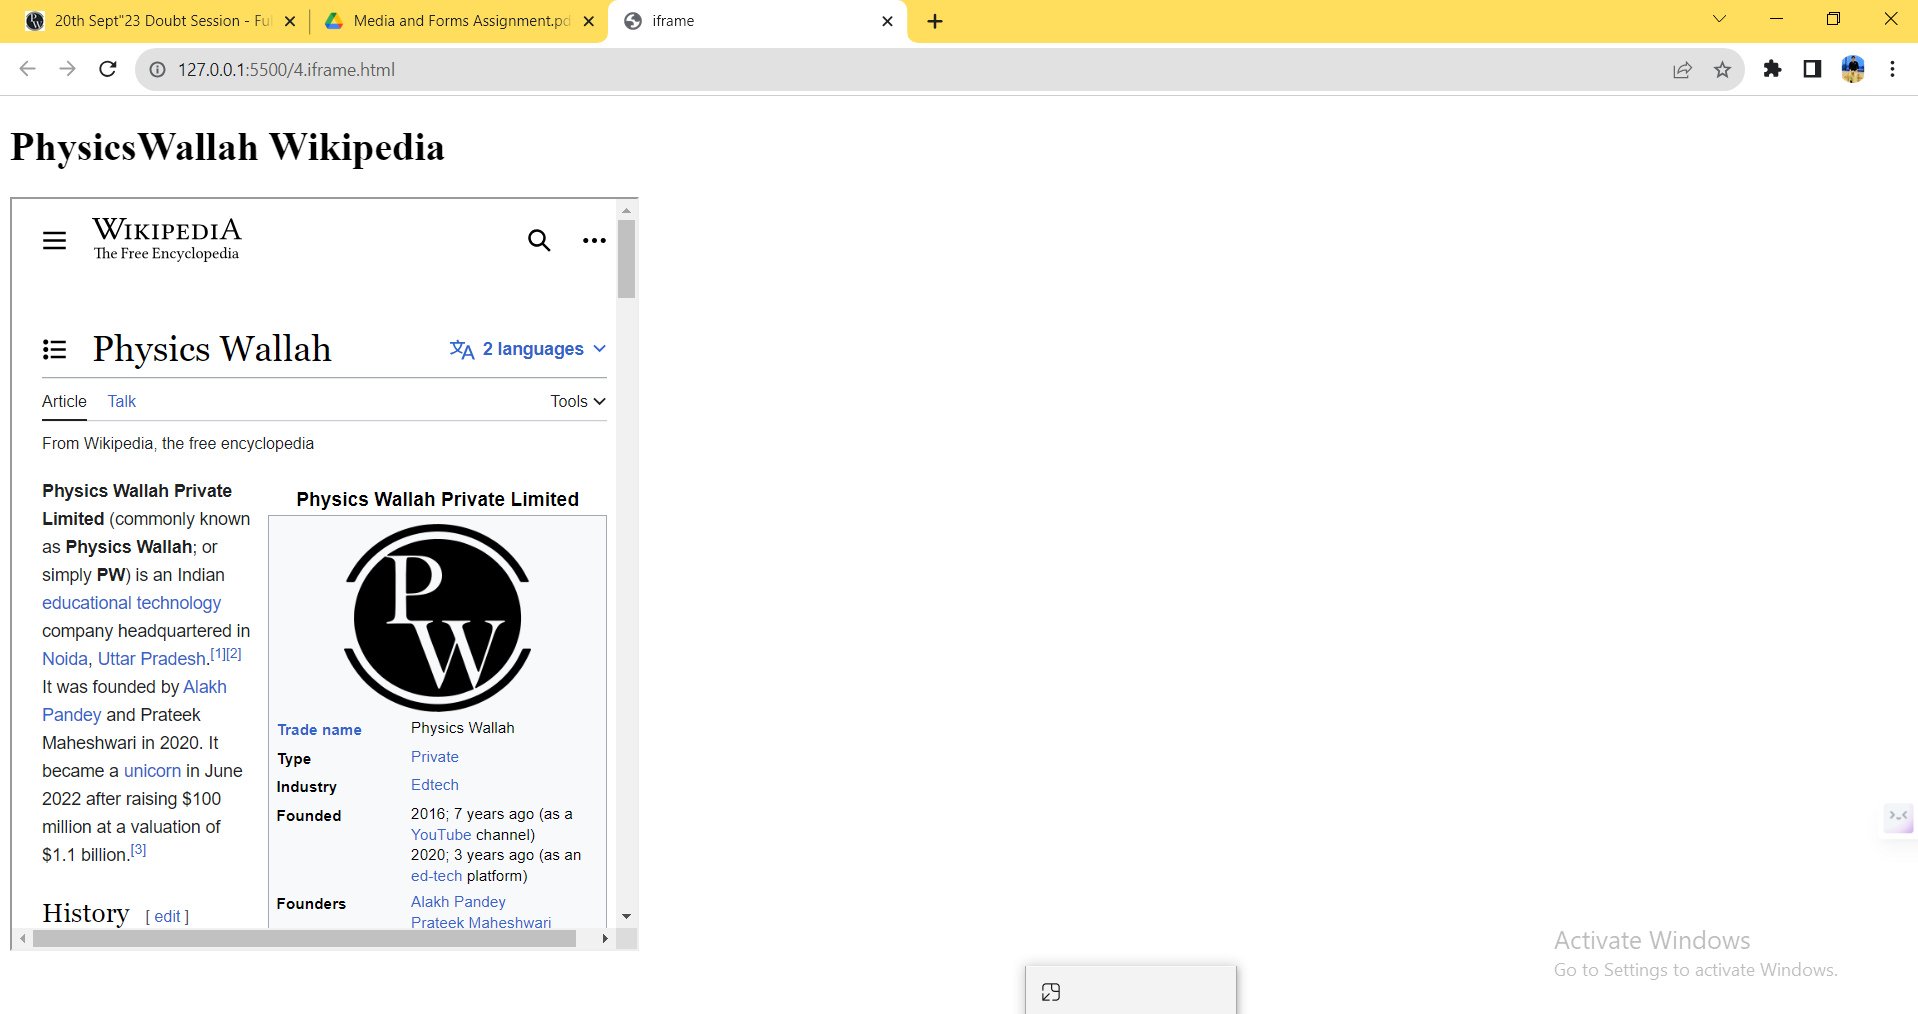 20th Sept"23 Doubt Session - Ful
Media and Forms Assignment.pd
iframe
127.0.0.1:5500/4.iframe.html
PhysicsWallah Wikipedia
WIKIPEDIA
The Free Encyclopedia
Physics Wallah
2 languages
Article Talk
Tools
From Wikipedia, the free encyclopedia
Physics Wallah Private
Limited (commonly known
as Physics Wallah; or
simply PW) is an Indian
educational technology
company headquartered in
Noida, Uttar Pradesh.[1][2]
It was founded by Alakh
Pandey and Prateek
Maheshwari in 2020. It
became a unicorn in June
2022 after raising $100
million at a valuation of
$1.1 billion.[3]
History [ edit ]
Physics Wallah Private Limited
PW
Trade name Physics Wallah
Type Private
Industry Edtech
Founded 2016; 7 years ago (as a
YouTube channel)
2020; 3 years ago (as an
ed-tech platform)
Founders Alakh Pandey
Prateek Maheshwari
Activate Windows
Go to Settings to activate Windows.